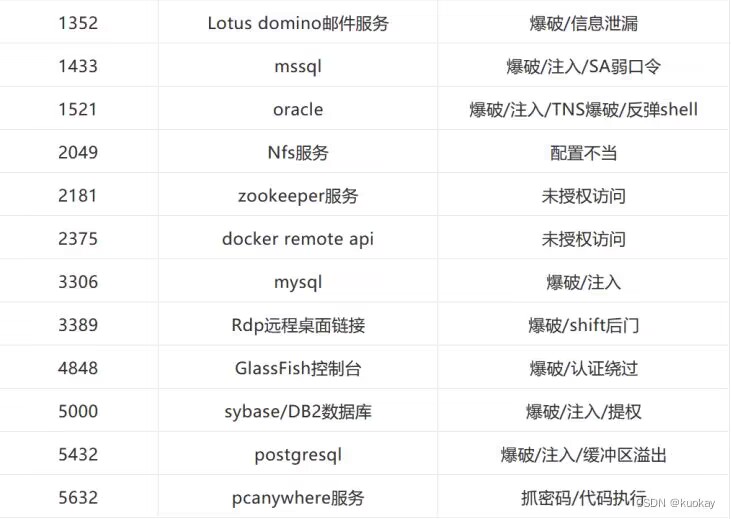 1352 Lotus domino邮件服务 爆破/信息泄漏
1433 mssql 爆破/注入/SA弱口令
1521 oracle 爆破/注入/TNS爆破/反弹shell
2049 Nfs服务 配置不当
2181 zookeeper服务 未授权访问
2375 docker remote api 未授权访问
3306 mysql 爆破/注入
3389 Rdp远程桌面链接 爆破/shift后门
4848 GlassFish控制台 爆破/认证绕过
5000 sybase/DB2数据库 爆破/注入/提权
5432 postgresql 爆破/注入/缓冲区溢出
5632 pcanywhere服务 抓密码/代码执行
CSDN @kuokay